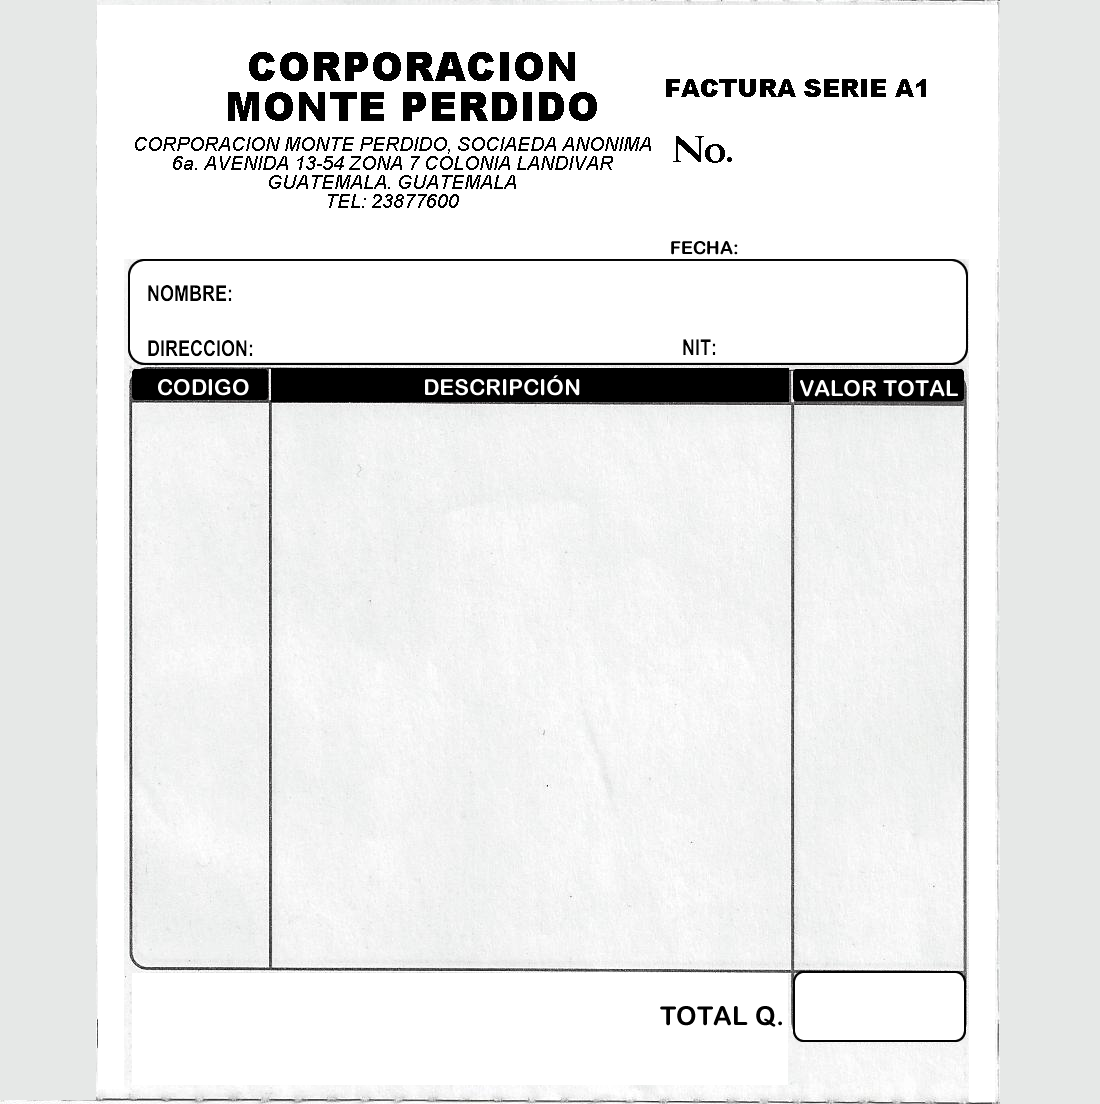 CORPORACION
MONTE PERDIDO
FACTURA SERIE A1
CORPORACION MONTE PERDIDO, SOCIAEDA ANONIMA
6a. AVENIDA 13-54 ZONA 7 COLONIA LANDIVAR
GUATEMALA. GUATEMALA
TEL: 23877600
No.
FECHA:
NOMBRE:
DIRECCION: NIT:
CODIGO DESCRIPCIÓN VALOR TOTAL
TOTAL Q.